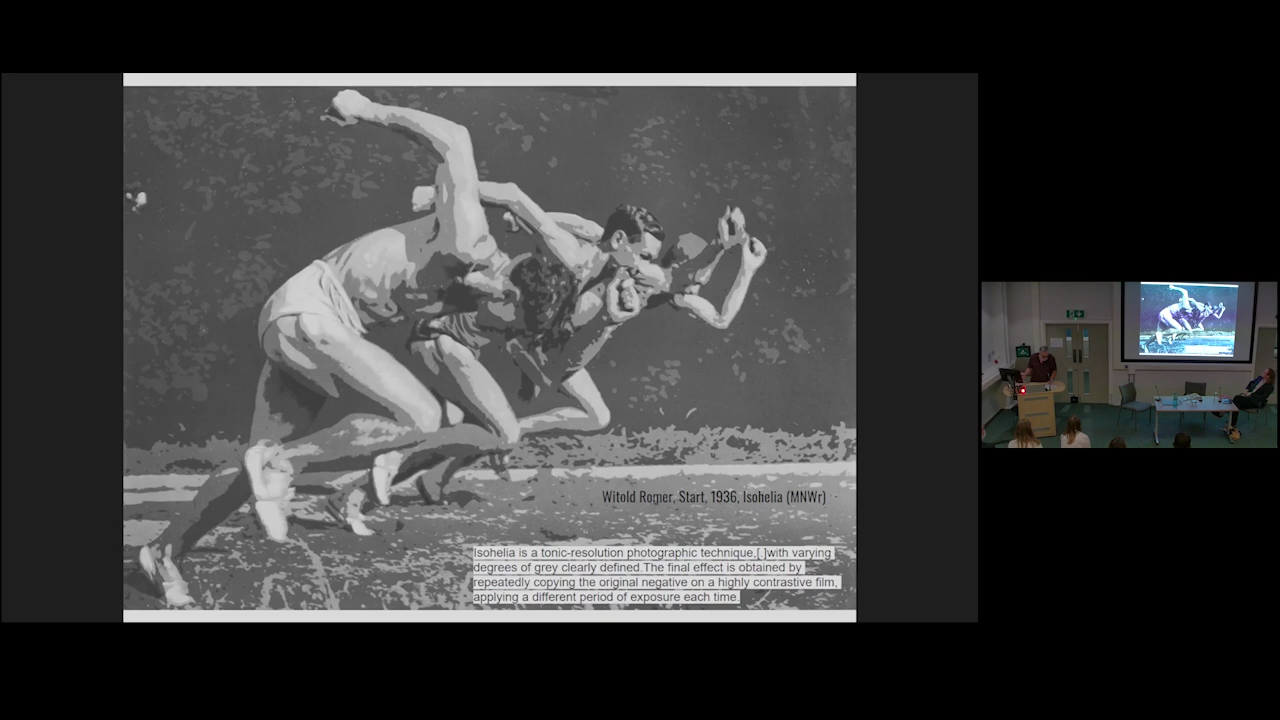 Witold Romer, Start, 1936, Isohelia (MNWr)
Isohelia is a tonic-resolution photographic technique,[.]with varying
degrees of grey clearly defined.The final effect is obtained by
repeatedly copying the original negative on a highly contrastive film,
applying a different period of exposure each time.